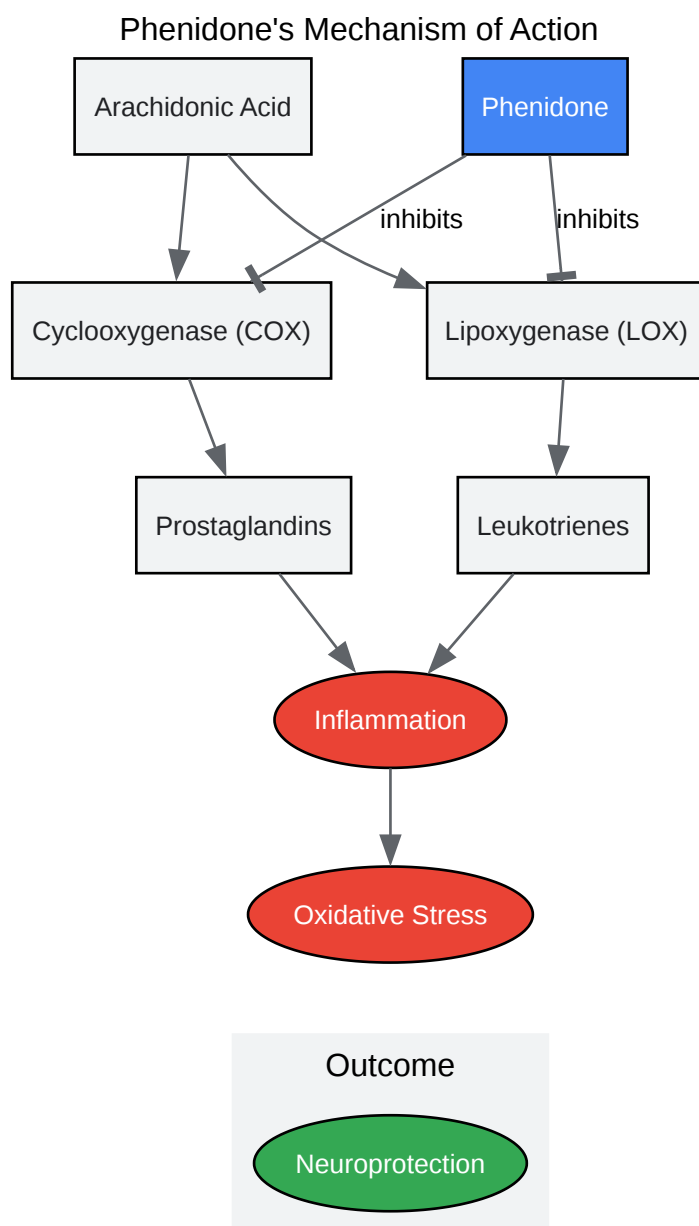 Phenidone's Mechanism of Action
Arachidonic Acid
Phenidone
inhibits
inhibits
Cyclooxygenase (COX)
Lipoxygenase (LOX)
Prostaglandins
Leukotrienes
Inflammation
Oxidative Stress
Outcome
Neuroprotection